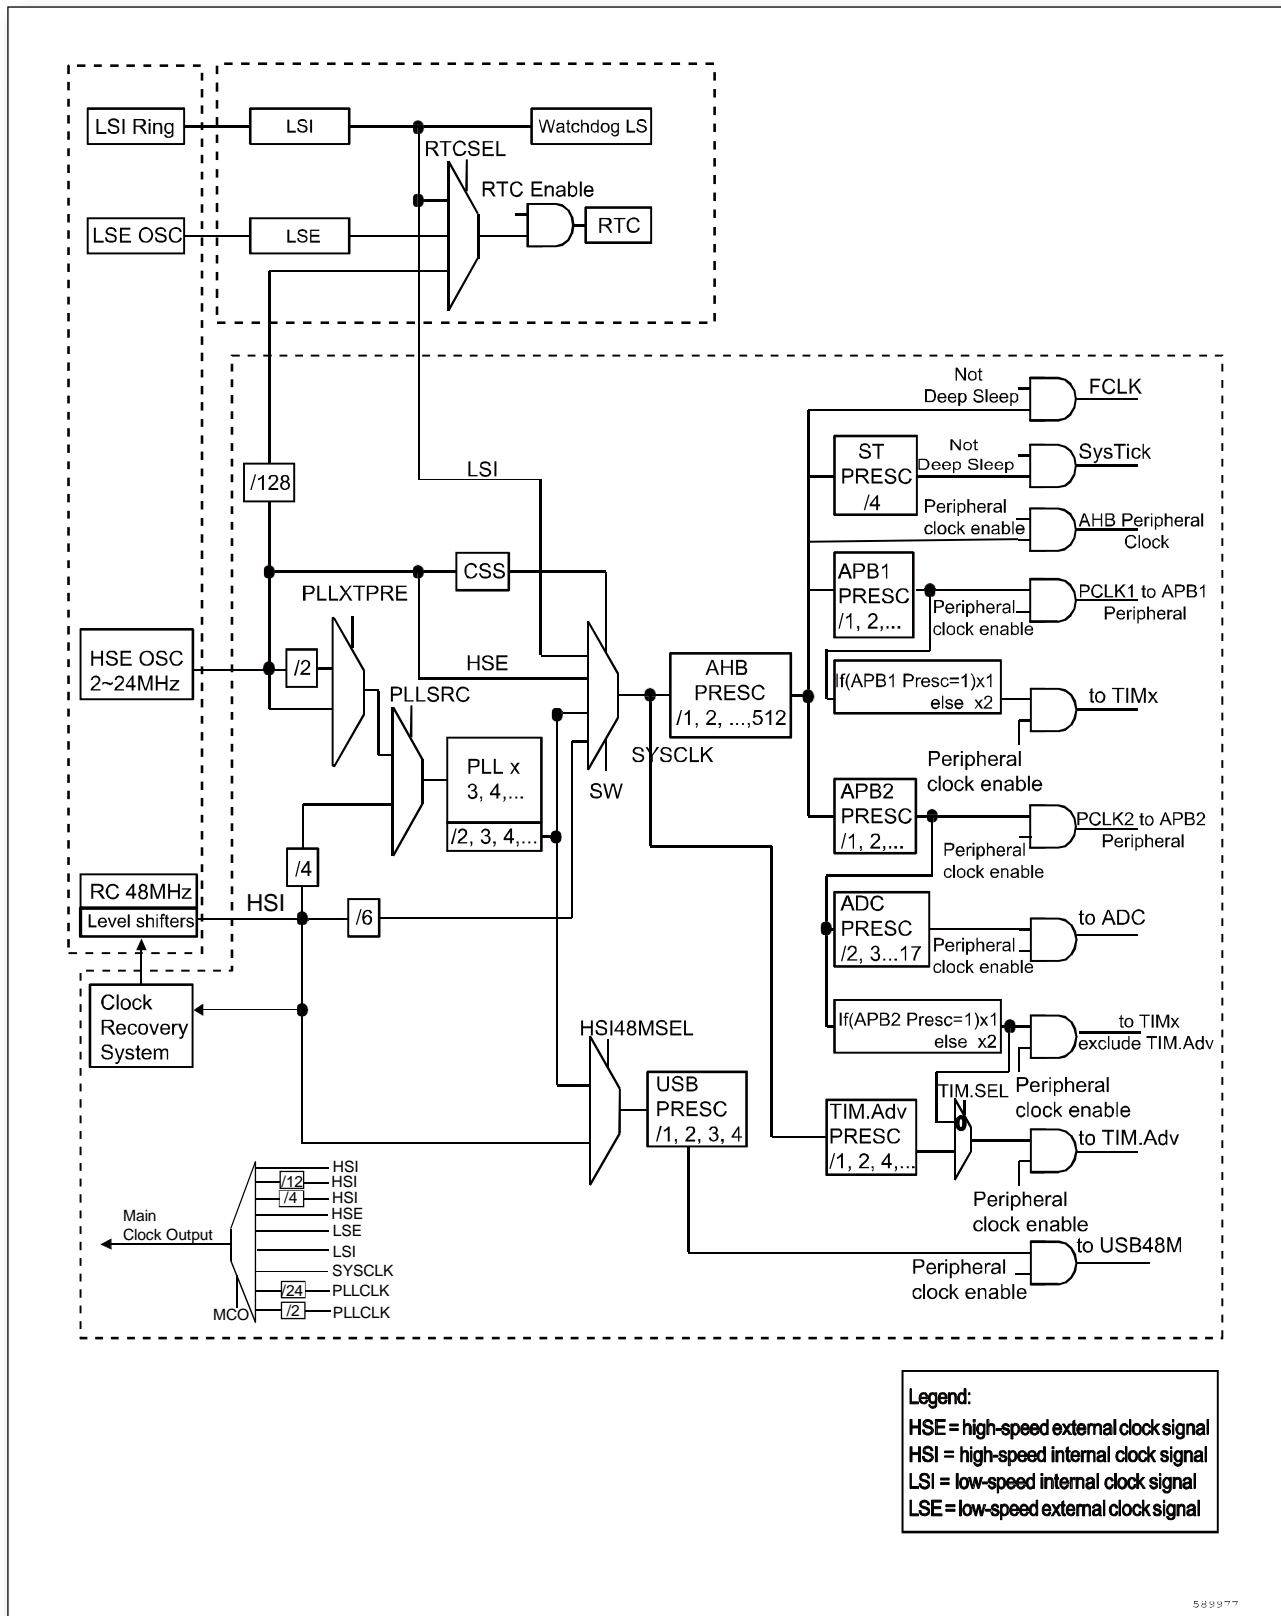 LSI Ring
LSI
Watchdog LS
RTCSEL
RTC Enable
RTC
LSE OSC
LSE
Not
Deep Sleep
FCLK
ST
PRESC
/4
Not
Deep Sleep
SysTick
LSI
/128
Peripheral
clock enable
AHB Peripheral
Clock
CSS
PLLXTPRE
APB1
PRESC
/1, 2,...
Peripheral
clock enable
PCLK1 to APB1
Peripheral
HSE OSC
2~24MHz
/2
HSE
PLLSRC
AHB
PRESC
/1, 2, ...,512
If(APB1 Presc=1)x1
else x2
to TIMx
Peripheral
clock enable
SYSCLK
SW
PLL x
3, 4,...
/2, 3, 4,...
APB2
PRESC
/1, 2,...
Peripheral
clock enable
PCLK2 to APB2
Peripheral
/4
RC 48MHz
Level shifters
HSI
/6
ADC
PRESC
/2, 3...17
Peripheral
clock enable
to ADC
Clock
Recovery
System
If(APB2 Presc=1)x1
else x2
to TIMx
exclude TIM.Adv
Peripheral
clock enable
HSI48MSEL
USB
PRESC
/1, 2, 3, 4
TIM.SEL
0
TIM.Adv
PRESC
/1, 2, 4,...
to TIM.Adv
Peripheral
clock enable
to USB48M
Peripheral
clock enable
Main
Clock Output
MCO
HSI
/12 HSI
/4 HSI
HSE
LSE
LSI
SYSCLK
/24 PLLCLK
/2 PLLCLK
Legend:
HSE = high-speed external clock signal
HSI = high-speed internal clock signal
LSI = low-speed internal clock signal
LSE = low-speed external clock signal
589977